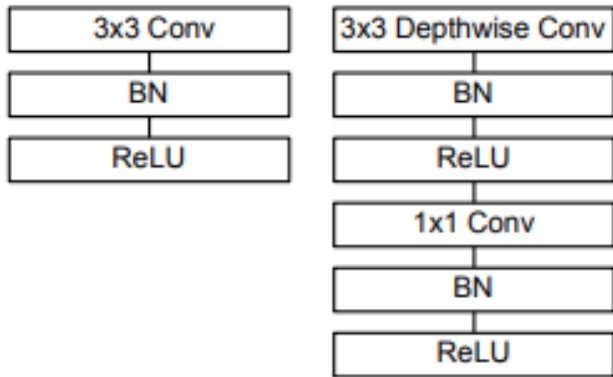 3x3 Conv
BN
ReLU
3x3 Depthwise Conv
BN
ReLU
1x1 Conv
BN
ReLU